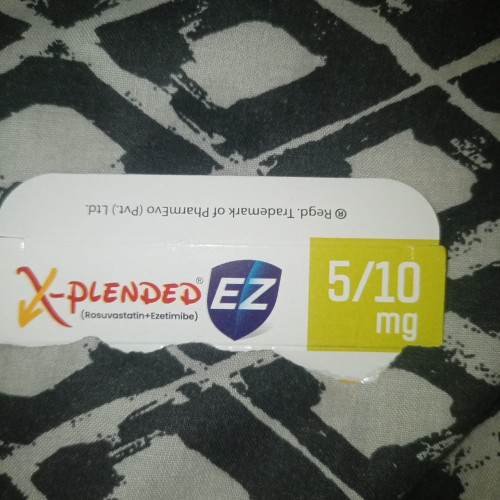 ® Regd. Trademark of PharmEvo (Pvt.) Ltd.
X-PLENDED® EZ
(Rosuvastatin+Ezetimibe)
5/10
mg